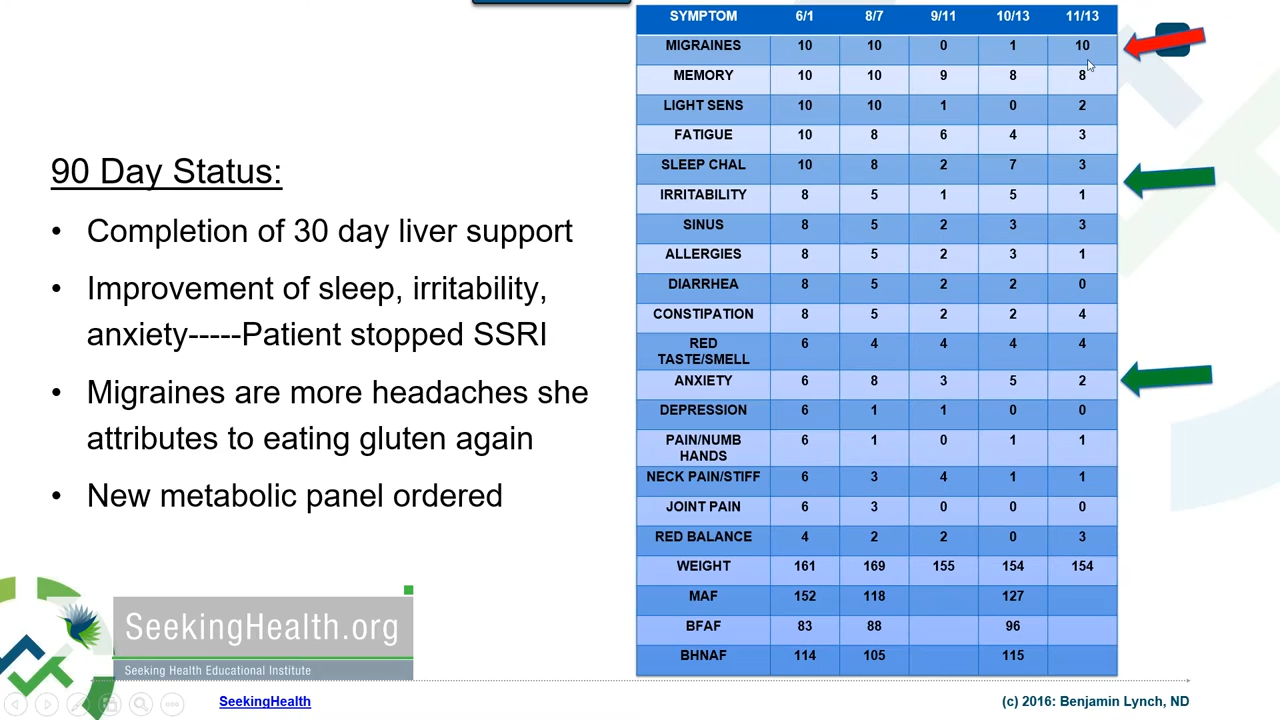 90 Day Status:
• Completion of 30 day liver support
• Improvement of sleep, irritability,
anxiety-----Patient stopped SSRI
• Migraines are more headaches she
attributes to eating gluten again
• New metabolic panel ordered
SYMPTOM 6/1 8/7 9/11 10/13 11/13
MIGRAINES 10 10 0 1 10
MEMORY 10 10 9 8 8
LIGHT SENS 10 10 1 0 2
FATIGUE 10 8 6 4 3
SLEEP CHAL 10 8 2 7 3
IRRITABILITY 8 5 1 5 1
SINUS 8 5 2 3 3
ALLERGIES 8 5 2 3 1
DIARRHEA 8 5 2 2 0
CONSTIPATION 8 5 2 2 4
RED 6 4 4 4 4
TASTE/SMELL
ANXIETY 6 8 3 5 2
DEPRESSION 6 1 1 0 0
PAIN/NUMB 6 1 0 1 1
HANDS
NECK PAIN/STIFF 6 3 4 1 1
JOINT PAIN 6 3 0 0 0
RED BALANCE 4 2 2 0 3
WEIGHT 161 169 155 154 154
MAF 152 118 127
BFAF 83 88 96
BHNAF 114 105 115
SeekingHealth.org
Seeking Health Educational Institute
SeekingHealth
(c) 2016: Benjamin Lynch, ND